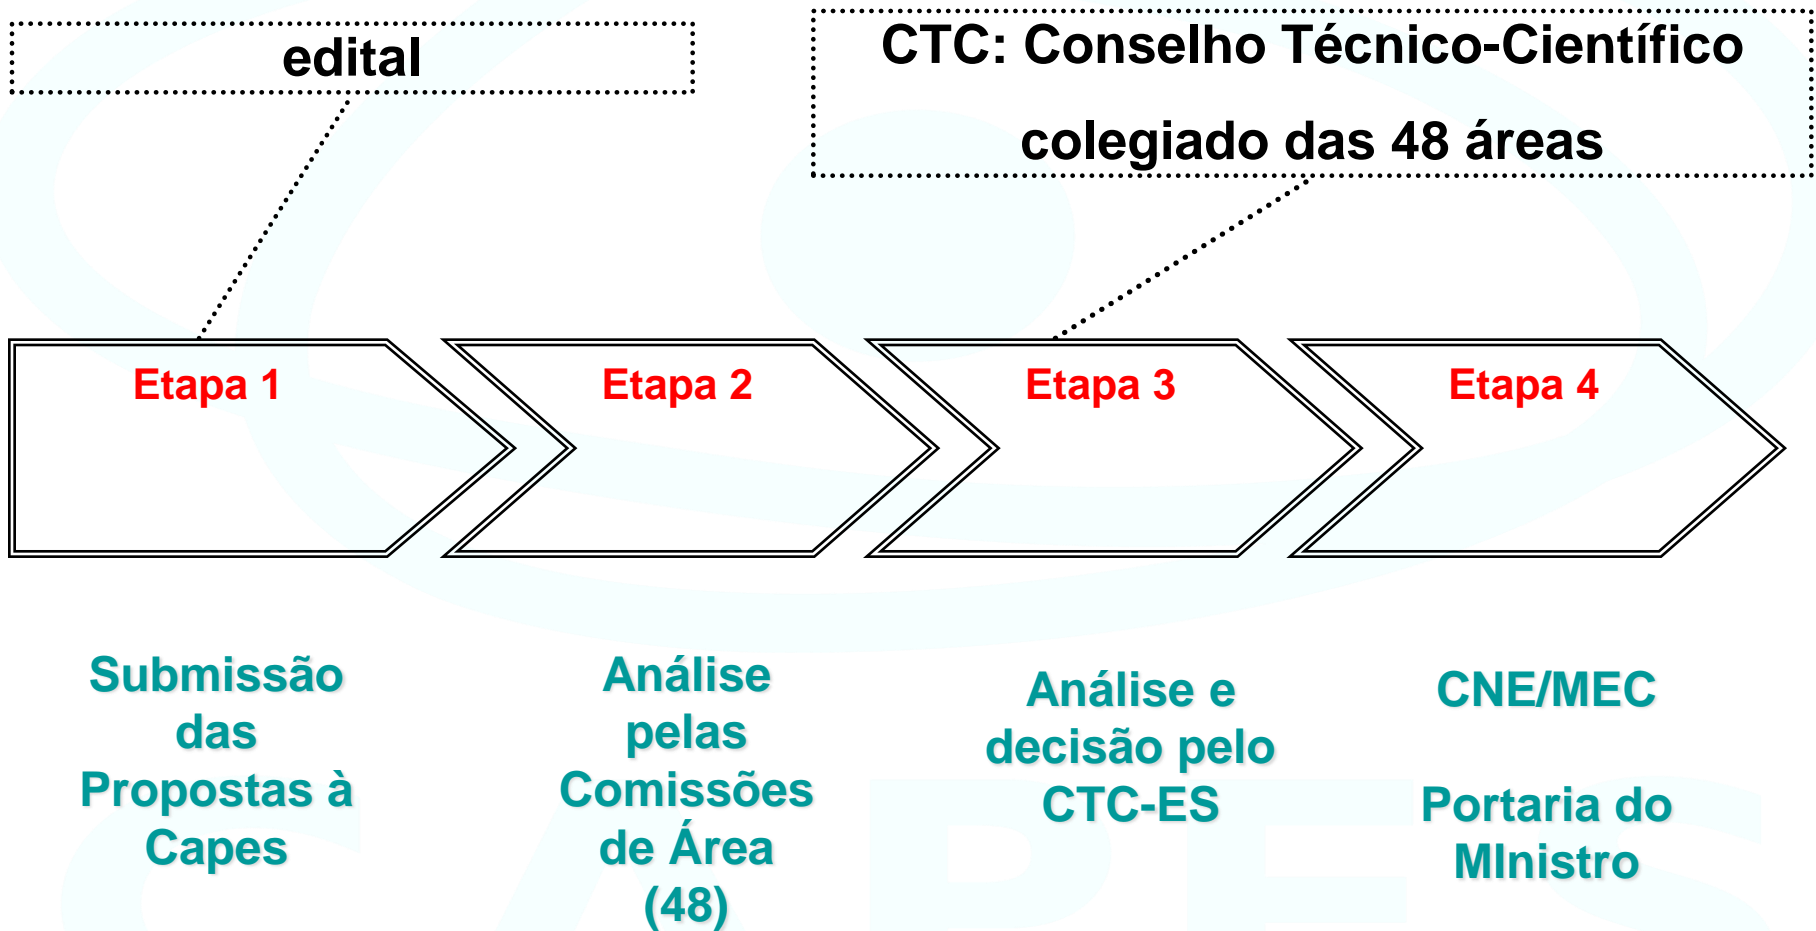 edital
CTC: Conselho Técnico-Científico
colegiado das 48 áreas
Etapa 1
Etapa 2
Etapa 3
Etapa 4
Submissão
das
Propostas à
Capes
Análise
pelas
Comissões
de Área
(48)
Análise e
decisão pelo
CTC-ES
CNE/MEC
Portaria do
MInistro
CAPES